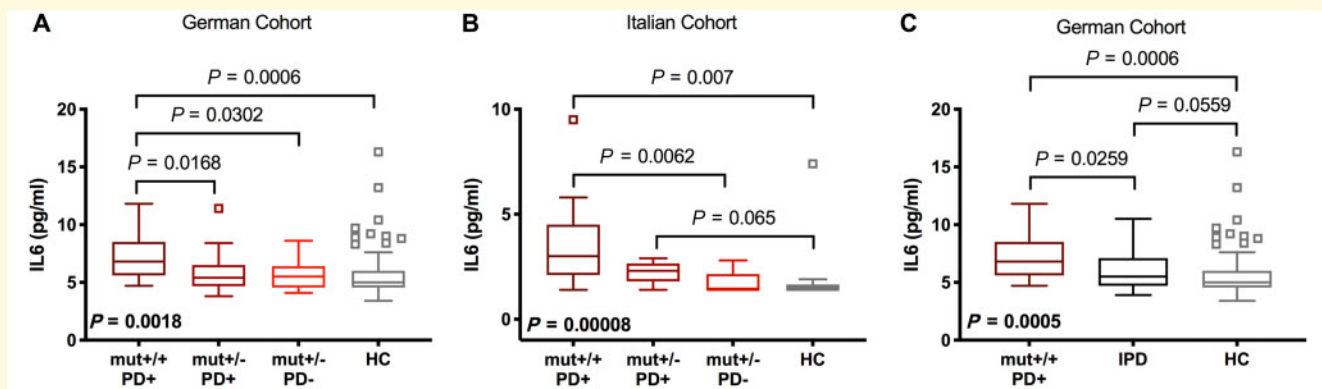 A German Cohort
P = 0.0006
P = 0.0302
P = 0.0168
IL6 (pg/ml)
20
15
10
5
0
P = 0.0018
mut+/+ PD+
mut+/- PD+
mut+/- PD-
HC
B Italian Cohort
P = 0.007
P = 0.0062
P = 0.065
IL6 (pg/ml)
10
5
0
P = 0.00008
mut+/+ PD+
mut+/- PD+
mut+/- PD-
HC
C German Cohort
P = 0.0006
P = 0.0559
P = 0.0259
IL6 (pg/ml)
20
15
10
5
0
P = 0.0005
mut+/+ PD+
IPD
HC